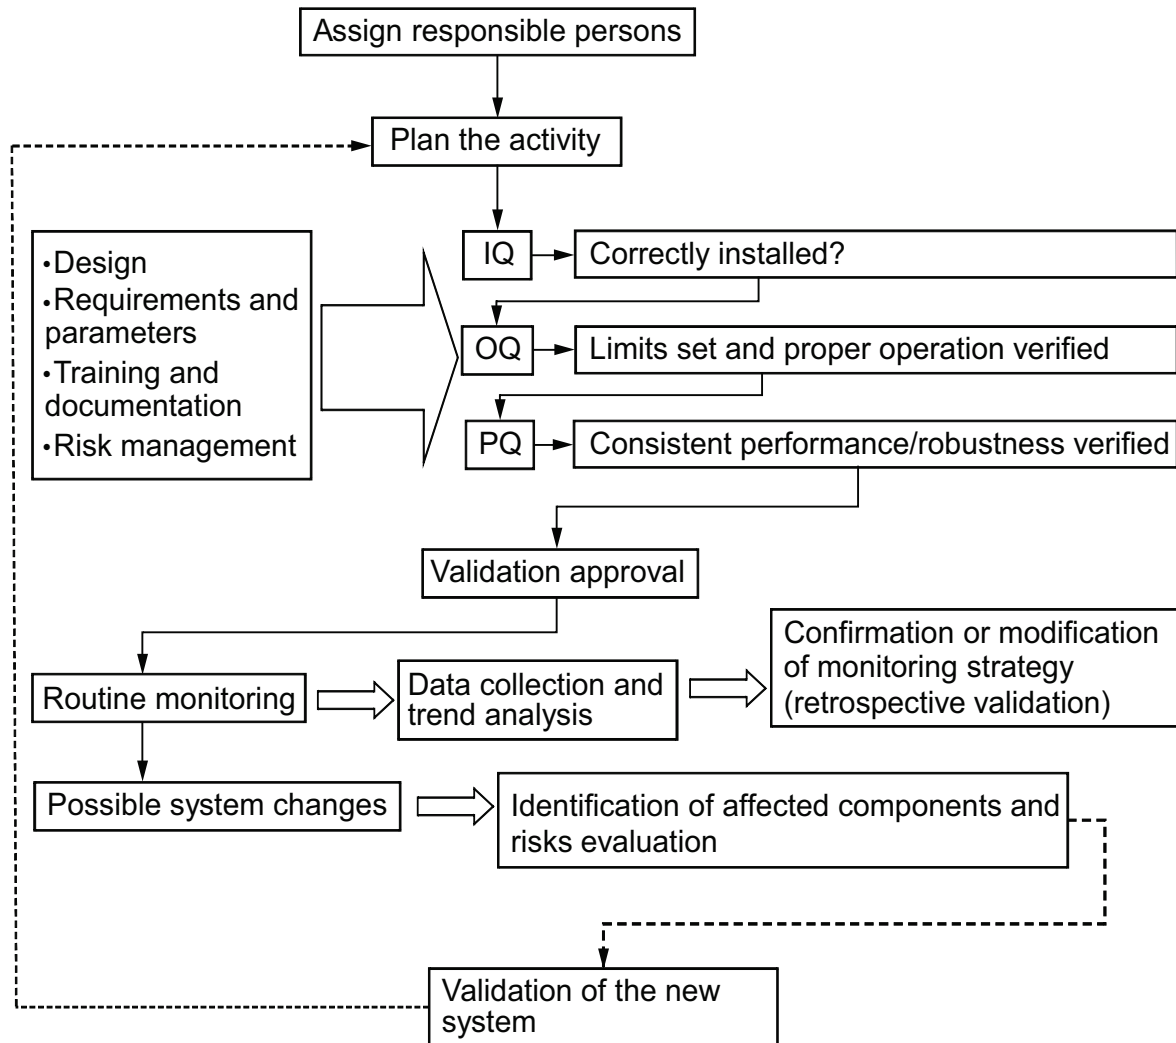 Assign responsible persons
Plan the activity
IQ
Correctly installed?
·Design
·Requirements and
parameters
·Training and
documentation
·Risk management
OQ
Limits set and proper operation verified
PQ
Consistent performance/robustness verified
Validation approval
Routine monitoring
Data collection and
trend analysis
Confirmation or modification
of monitoring strategy
(retrospective validation)
Possible system changes
Identification of affected components and
risks evaluation
Validation of the new
system